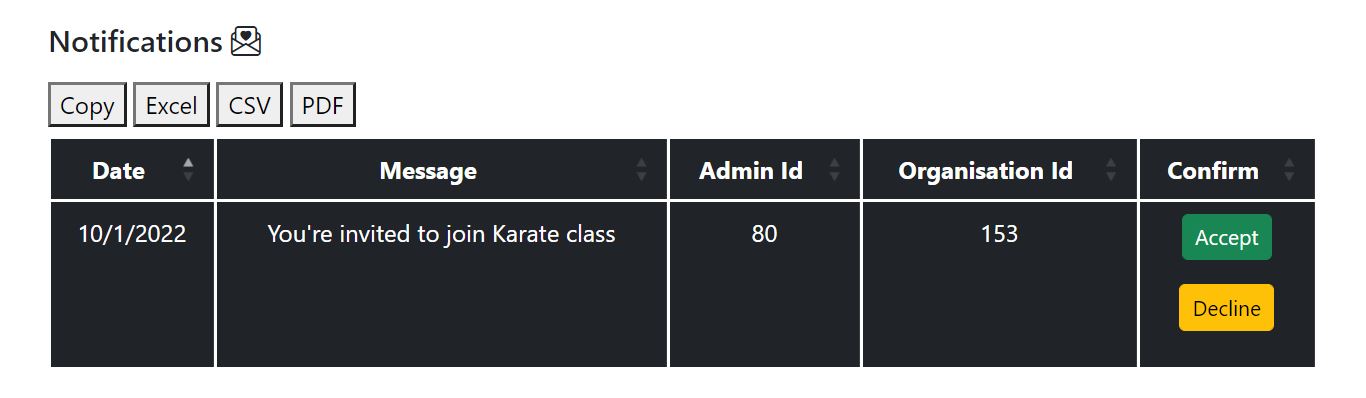 Notifications
Copy Excel CSV PDF
Date Message Admin Id Organisation Id Confirm
10/1/2022 You're invited to join Karate class 80 153 Accept
Decline